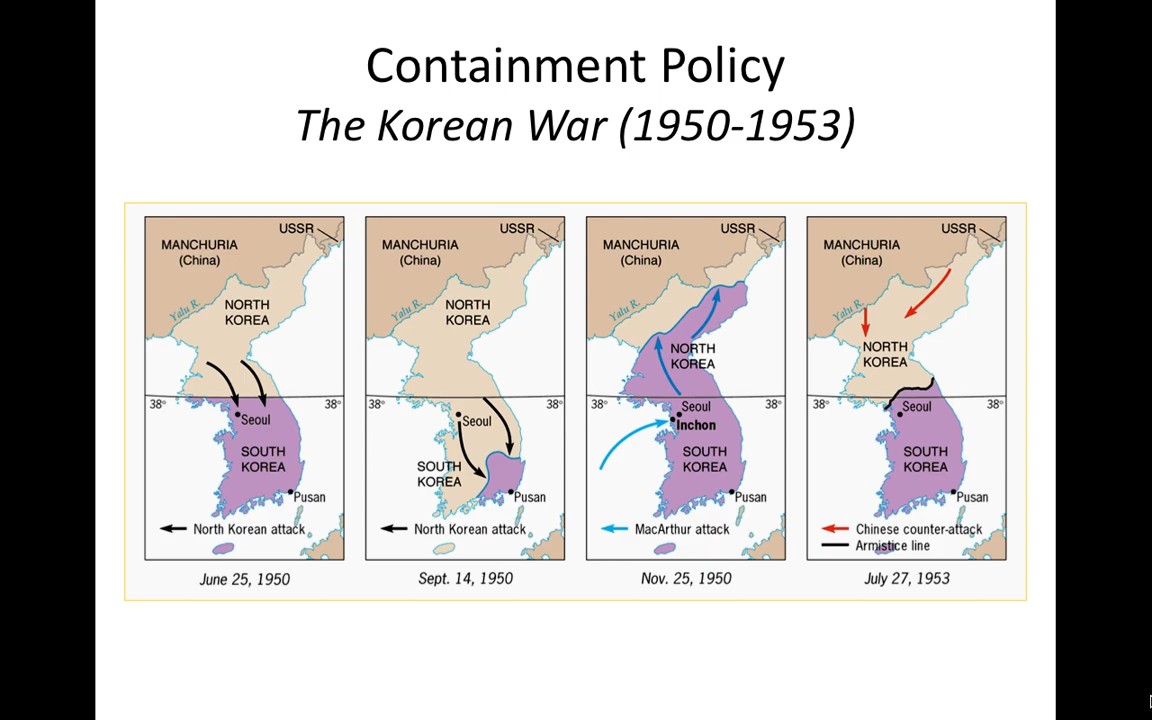 Containment Policy
The Korean War (1950-1953)
USSR
MANCHURIA
(China)
Yalu R.
NORTH
KOREA
38°
38°
Seoul
SOUTH
KOREA
Pusan
North Korean attack
June 25, 1950
USSR
MANCHURIA
(China)
Yalu R.
NORTH
KOREA
38°
38°
Seoul
SOUTH
KOREA
Pusan
North Korean attack
Sept. 14, 1950
USSR
MANCHURIA
(China)
Yalu R.
NORTH
KOREA
38°
38°
Seoul
Inchon
SOUTH
KOREA
Pusan
MacArthur attack
Nov. 25, 1950
USSR
MANCHURIA
(China)
Yalu R.
NORTH
KOREA
38°
38°
Seoul
SOUTH
KOREA
Pusan
Chinese counter-attack
Armistice line
July 27, 1953